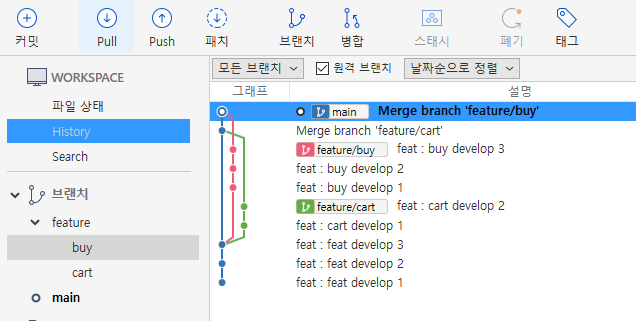 커밋 Pull Push 패치 브랜치 병합 스태시 폐기 태그
WORKSPACE
파일 상태
History
Search
브랜치
feature
buy
cart
main
모든 브랜치 원격 브랜치 날짜순으로 정렬
그래프 설명
main Merge branch 'feature/buy'
Merge branch 'feature/cart'
feature/buy feat : buy develop 3
feat : buy develop 2
feat : buy develop 1
feature/cart feat : cart develop 2
feat : cart develop 1
feat : feat develop 3
feat : feat develop 2
feat : feat develop 1